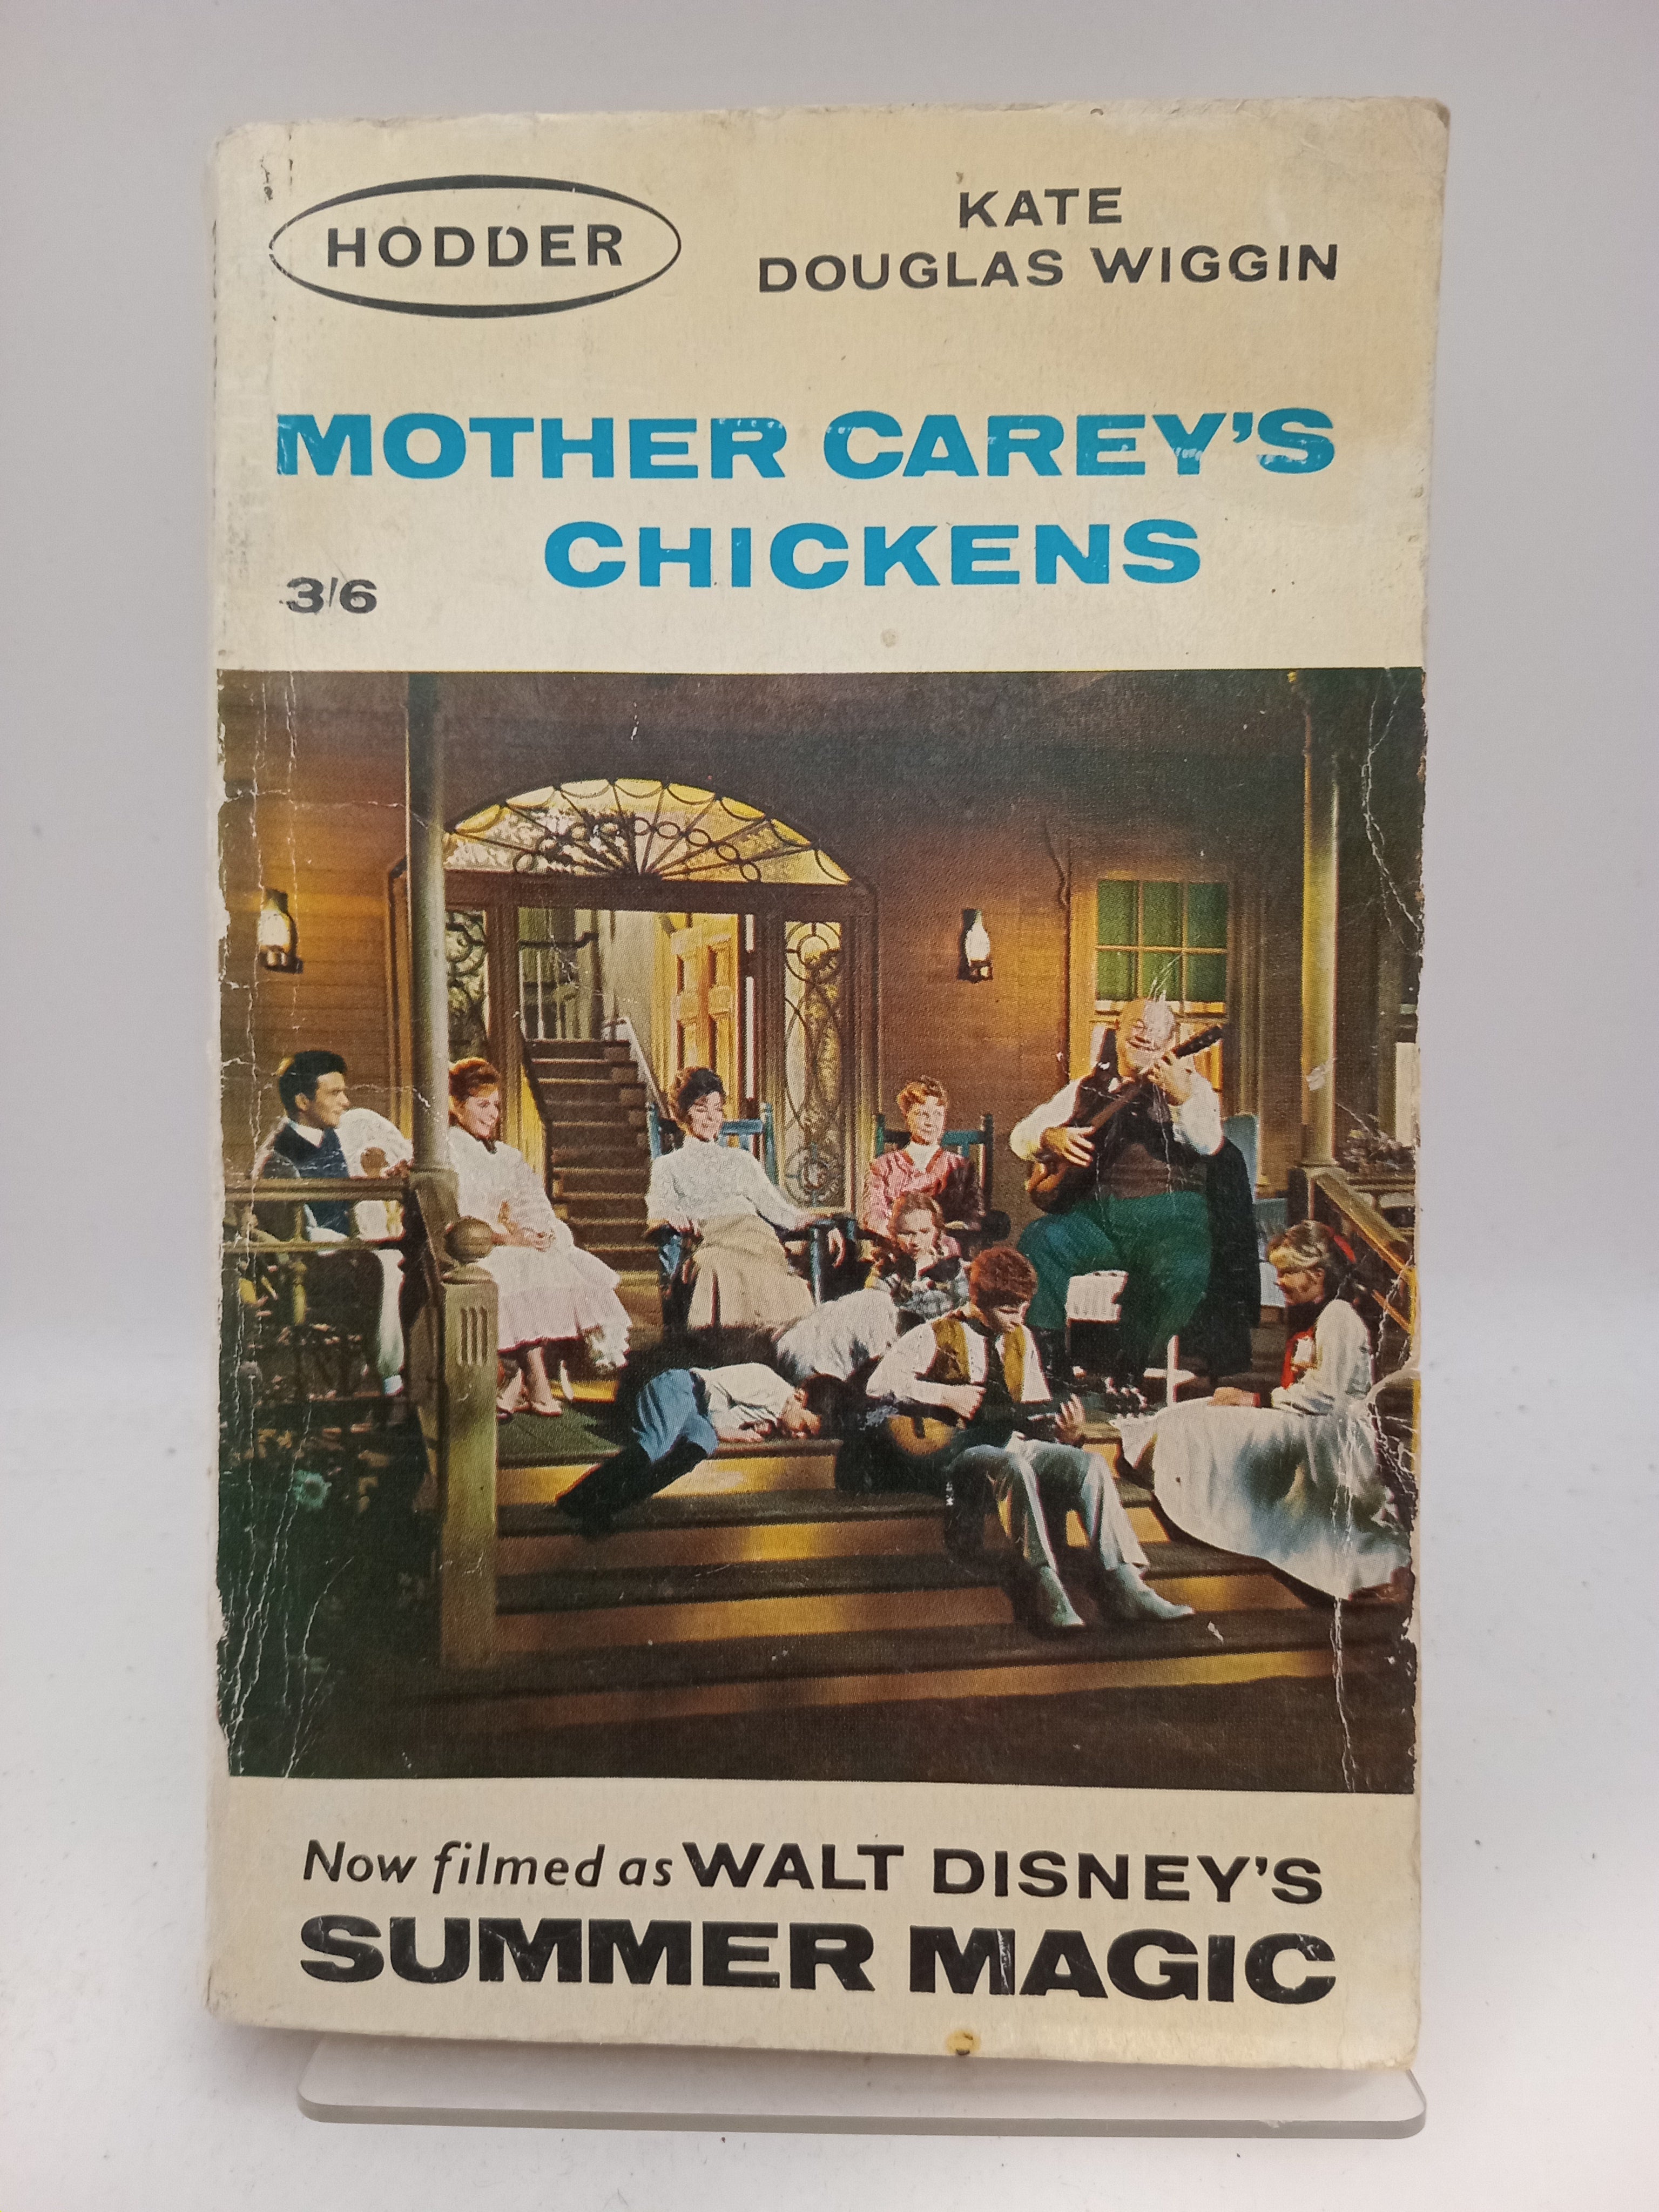 HODDER
KATE
DOUGLAS WIGGIN
MOTHER CAREY'S
CHICKENS
3/6
Now filmed as WALT DISNEY'S
SUMMER MAGIC